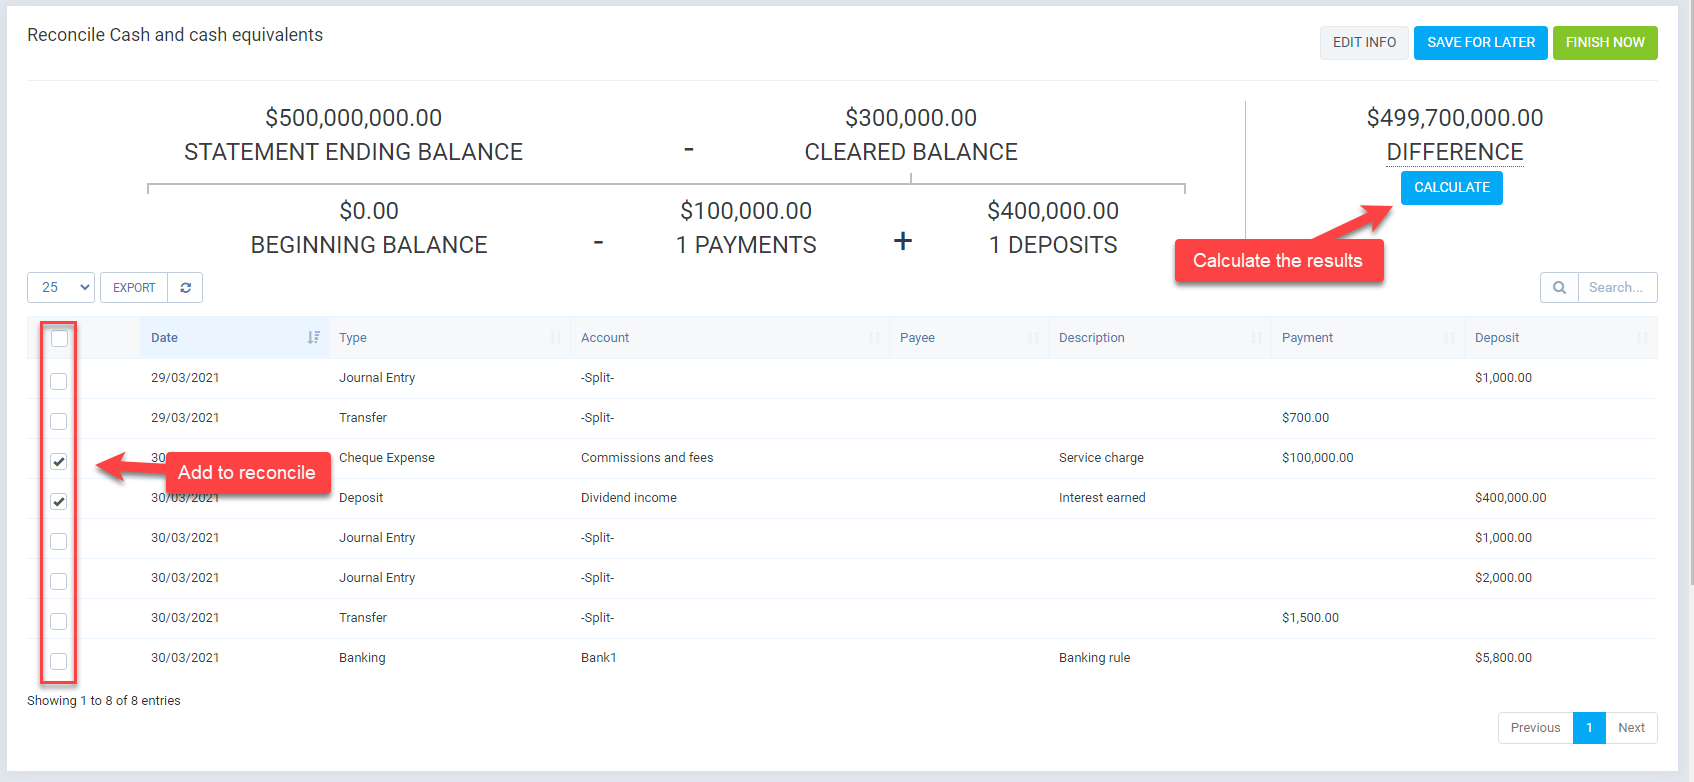 Reconcile Cash and cash equivalents
EDIT INFO SAVE FOR LATER FINISH NOW
$500,000,000.00 $300,000.00 $499,700,000.00
STATEMENT ENDING BALANCE - CLEARED BALANCE DIFFERENCE
CALCULATE
$0.00 $100,000.00 $400,000.00
BEGINNING BALANCE - 1 PAYMENTS + 1 DEPOSITS
Calculate the results
25 EXPORT Search...
Date Type Account Payee Description Payment Deposit
29/03/2021 Journal Entry -Split- $1,000.00
29/03/2021 Transfer -Split- $700.00
30 Cheque Expense Commissions and fees Service charge $100,000.00
Add to reconcile
30/03/2021 Deposit Dividend income Interest earned $400,000.00
30/03/2021 Journal Entry -Split- $1,000.00
30/03/2021 Journal Entry -Split- $2,000.00
30/03/2021 Transfer -Split- $1,500.00
30/03/2021 Banking Bank1 Banking rule $5,800.00
Showing 1 to 8 of 8 entries
Previous 1 Next